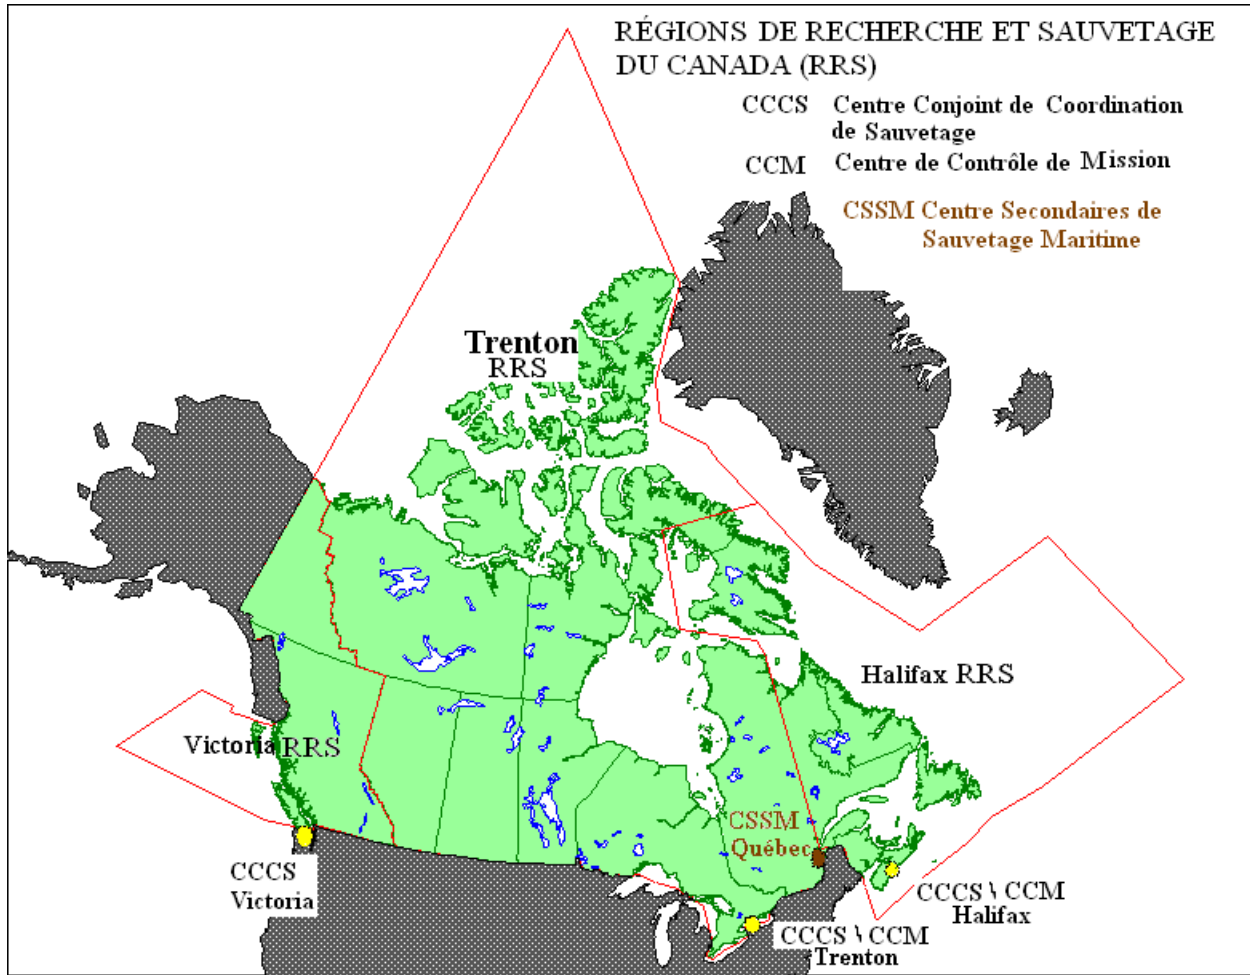 RÉGIONS DE RECHERCHE ET SAUVETAGE
DU CANADA (RRS)
CCCS Centre Conjoint de Coordination
de Sauvetage
CCM Centre de Contrôle de Mission
CSSM Centre Secondaires de
Sauvetage Maritime
Trenton
RRS
Halifax RRS
Victoria RRS
CSSM
Québec
CCCS
Victoria
CCCS \ CCM
Halifax
CCCS \ CCM
Trenton